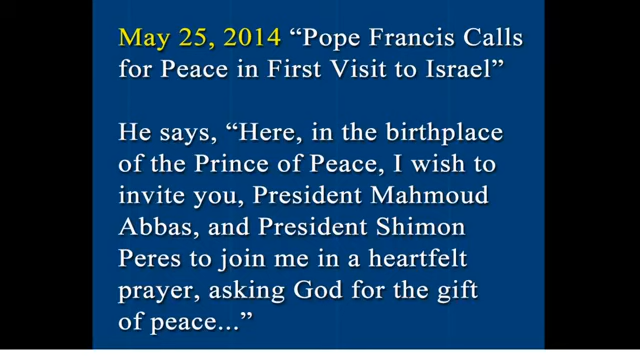 May 25, 2014 “Pope Francis Calls
for Peace in First Visit to Israel”
He says, “Here, in the birthplace
of the Prince of Peace, I wish to
invite you, President Mahmoud
Abbas, and President Shimon
Peres to join me in a heartfelt
prayer, asking God for the gift
of peace...”